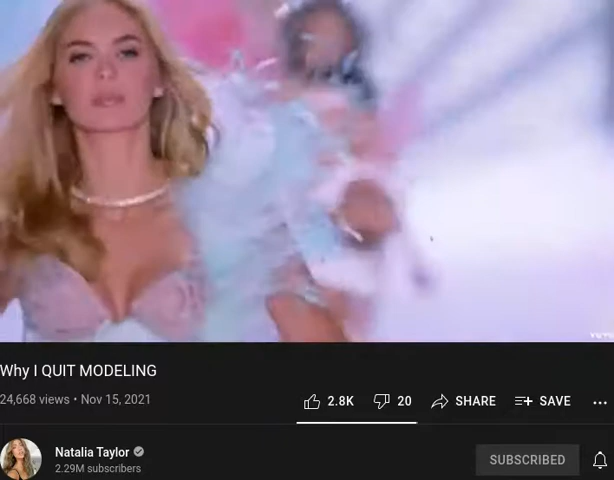 Why I QUIT MODELING
24,668 views • Nov 15, 2021
2.8K
20
SHARE
SAVE
Natalia Taylor
2.29M subscribers
SUBSCRIBED